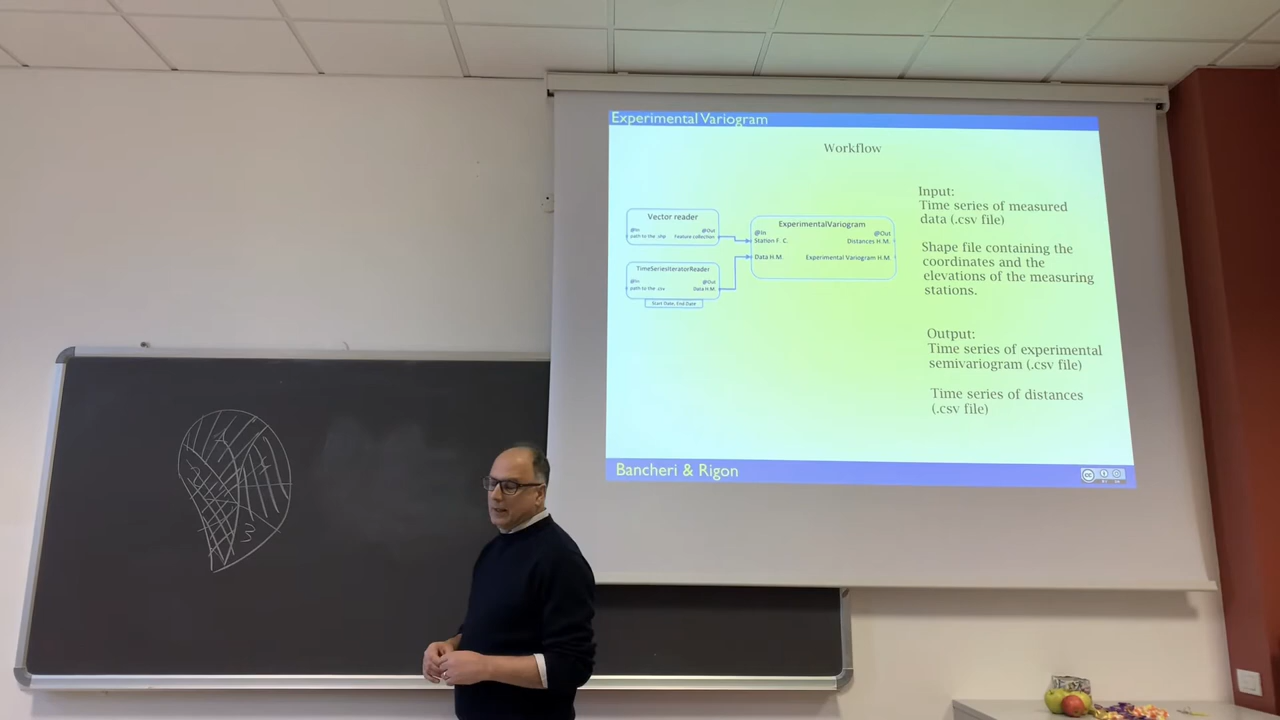 Experimental Variogram
Workflow
Vector reader
@In
@Out
path to the .shp
Feature collection
TimeSeriesIteratorReader
@In
@Out
path to the .csv
Data H.M.
Start Date, End Date
ExperimentalVariogram
@In
@Out
Station F. C.
Distances H.M.
Data H.M.
Experimental Variogram H.M.
Input:
Time series of measured
data (.csv file)
Shape file containing the
coordinates and the
elevations of the measuring
stations.
Output:
Time series of experimental
semivariogram (.csv file)
Time series of distances
(.csv file)
Bancheri & Rigon
cc
3